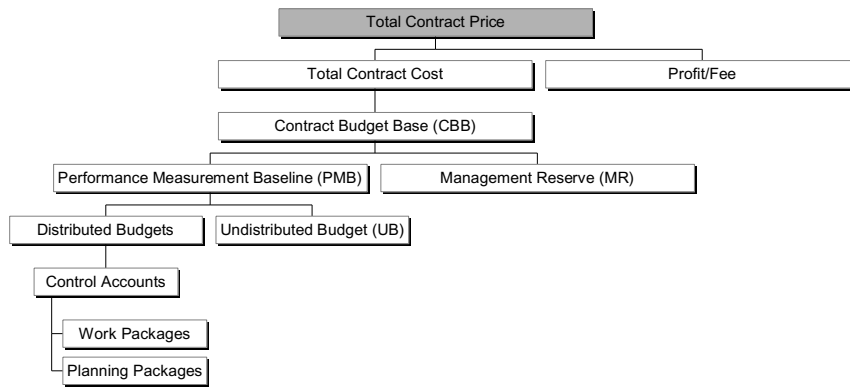 Total Contract Price
Total Contract Cost
Profit/Fee
Contract Budget Base (CBB)
Performance Measurement Baseline (PMB)
Management Reserve (MR)
Distributed Budgets
Undistributed Budget (UB)
Control Accounts
Work Packages
Planning Packages